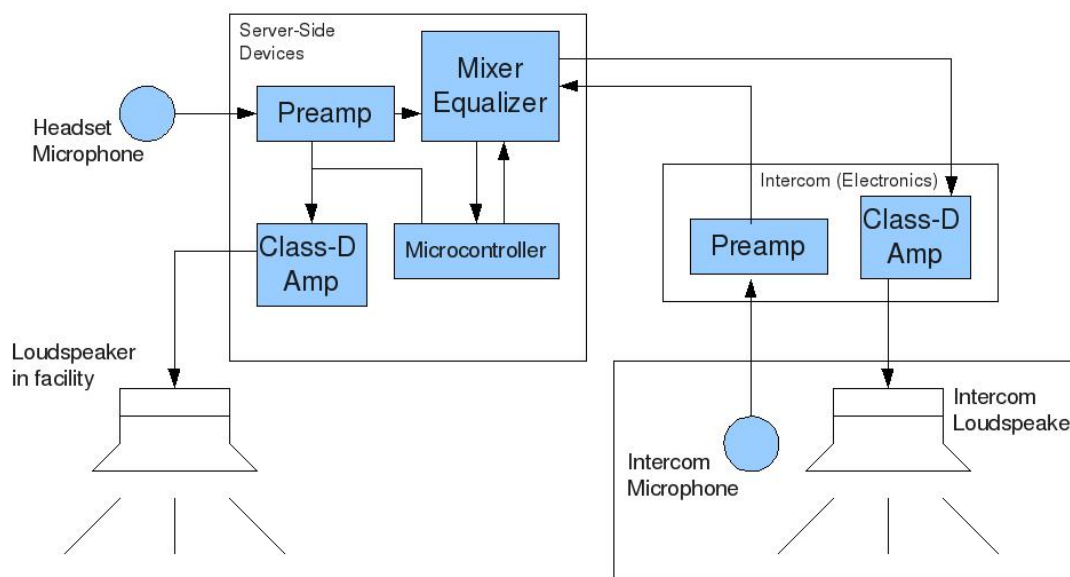 Server-Side
Devices
Mixer
Equalizer
Preamp
Headset
Microphone
Class-D
Amp
Microcontroller
Intercom (Electronics)
Preamp
Class-D
Amp
Loudspeaker
in facility
Intercom
Loudspeake
Intercom
Microphone